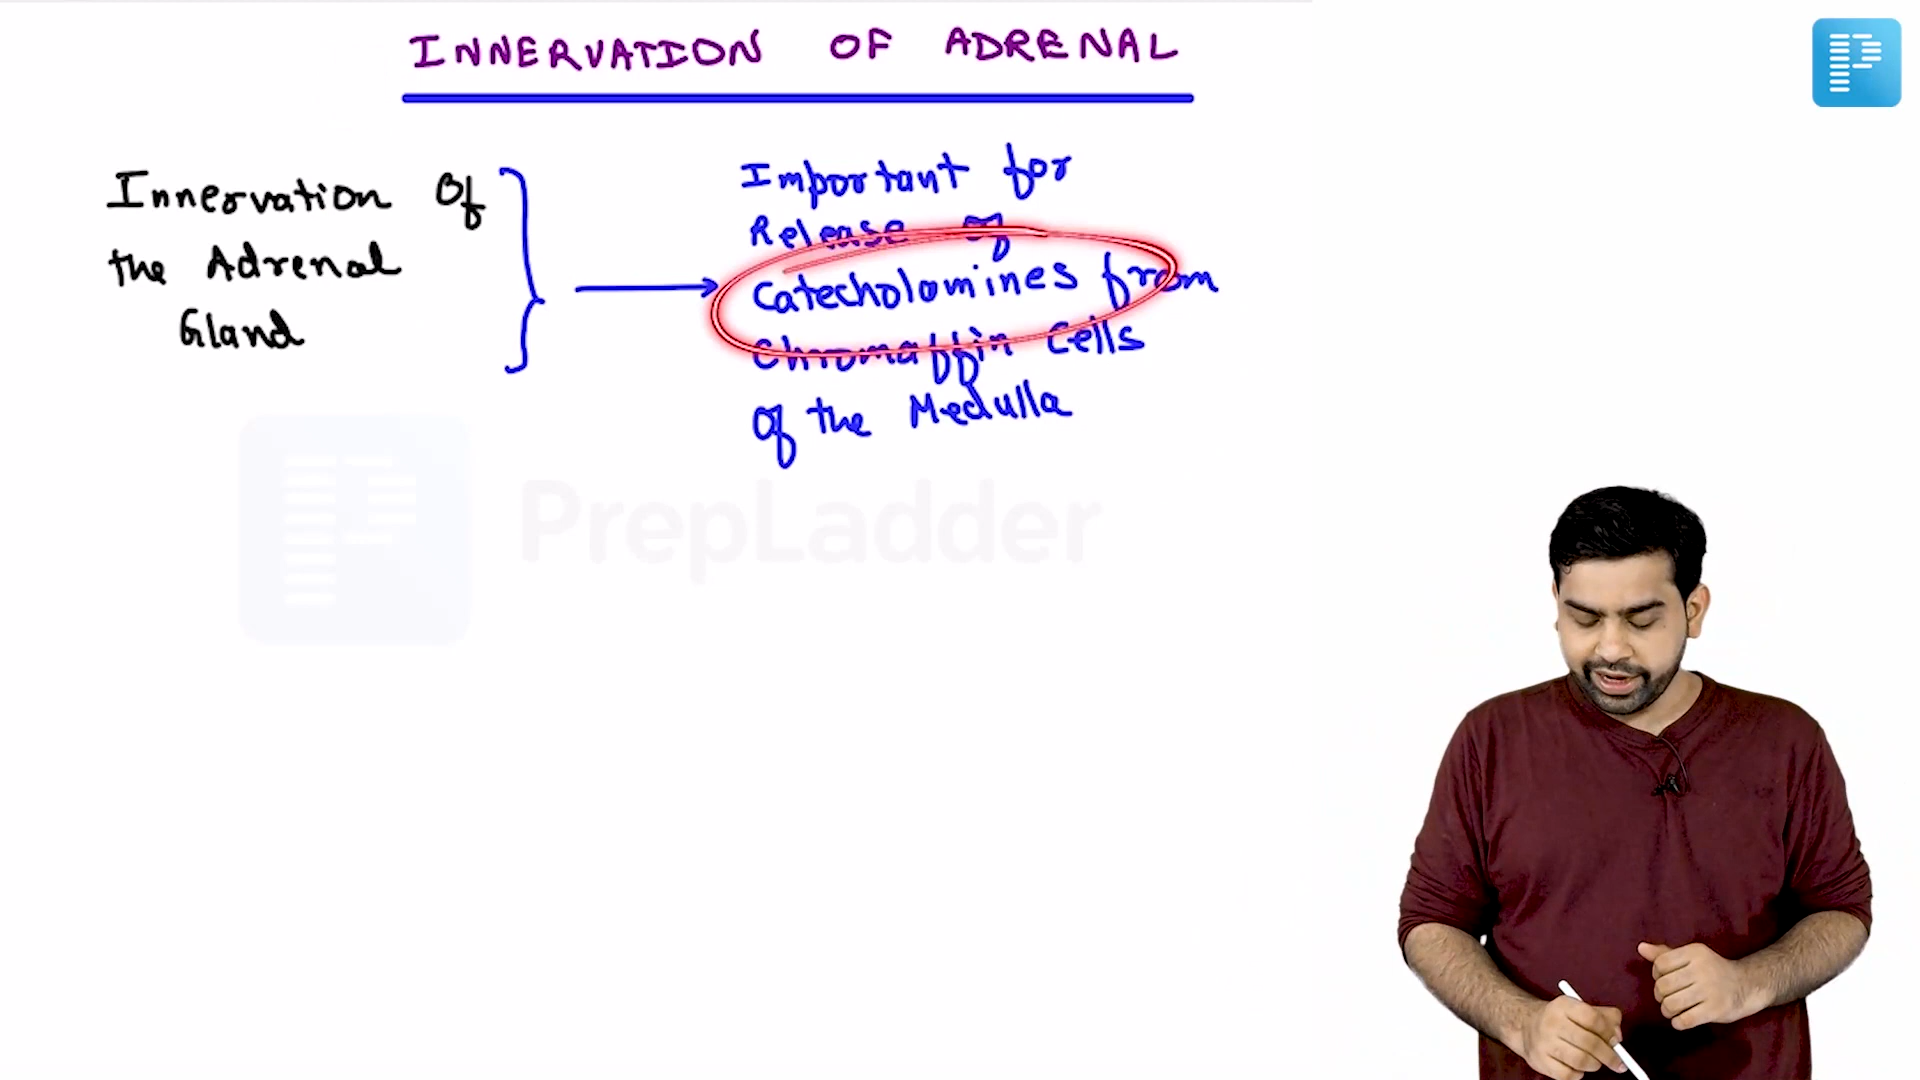 INNERVATION OF ADRENAL
Innervation Of
the Adrenal
Gland
Important for
Release of
Catecholamines from
Chromaffin Cells
Of the Medulla
PrepLadder